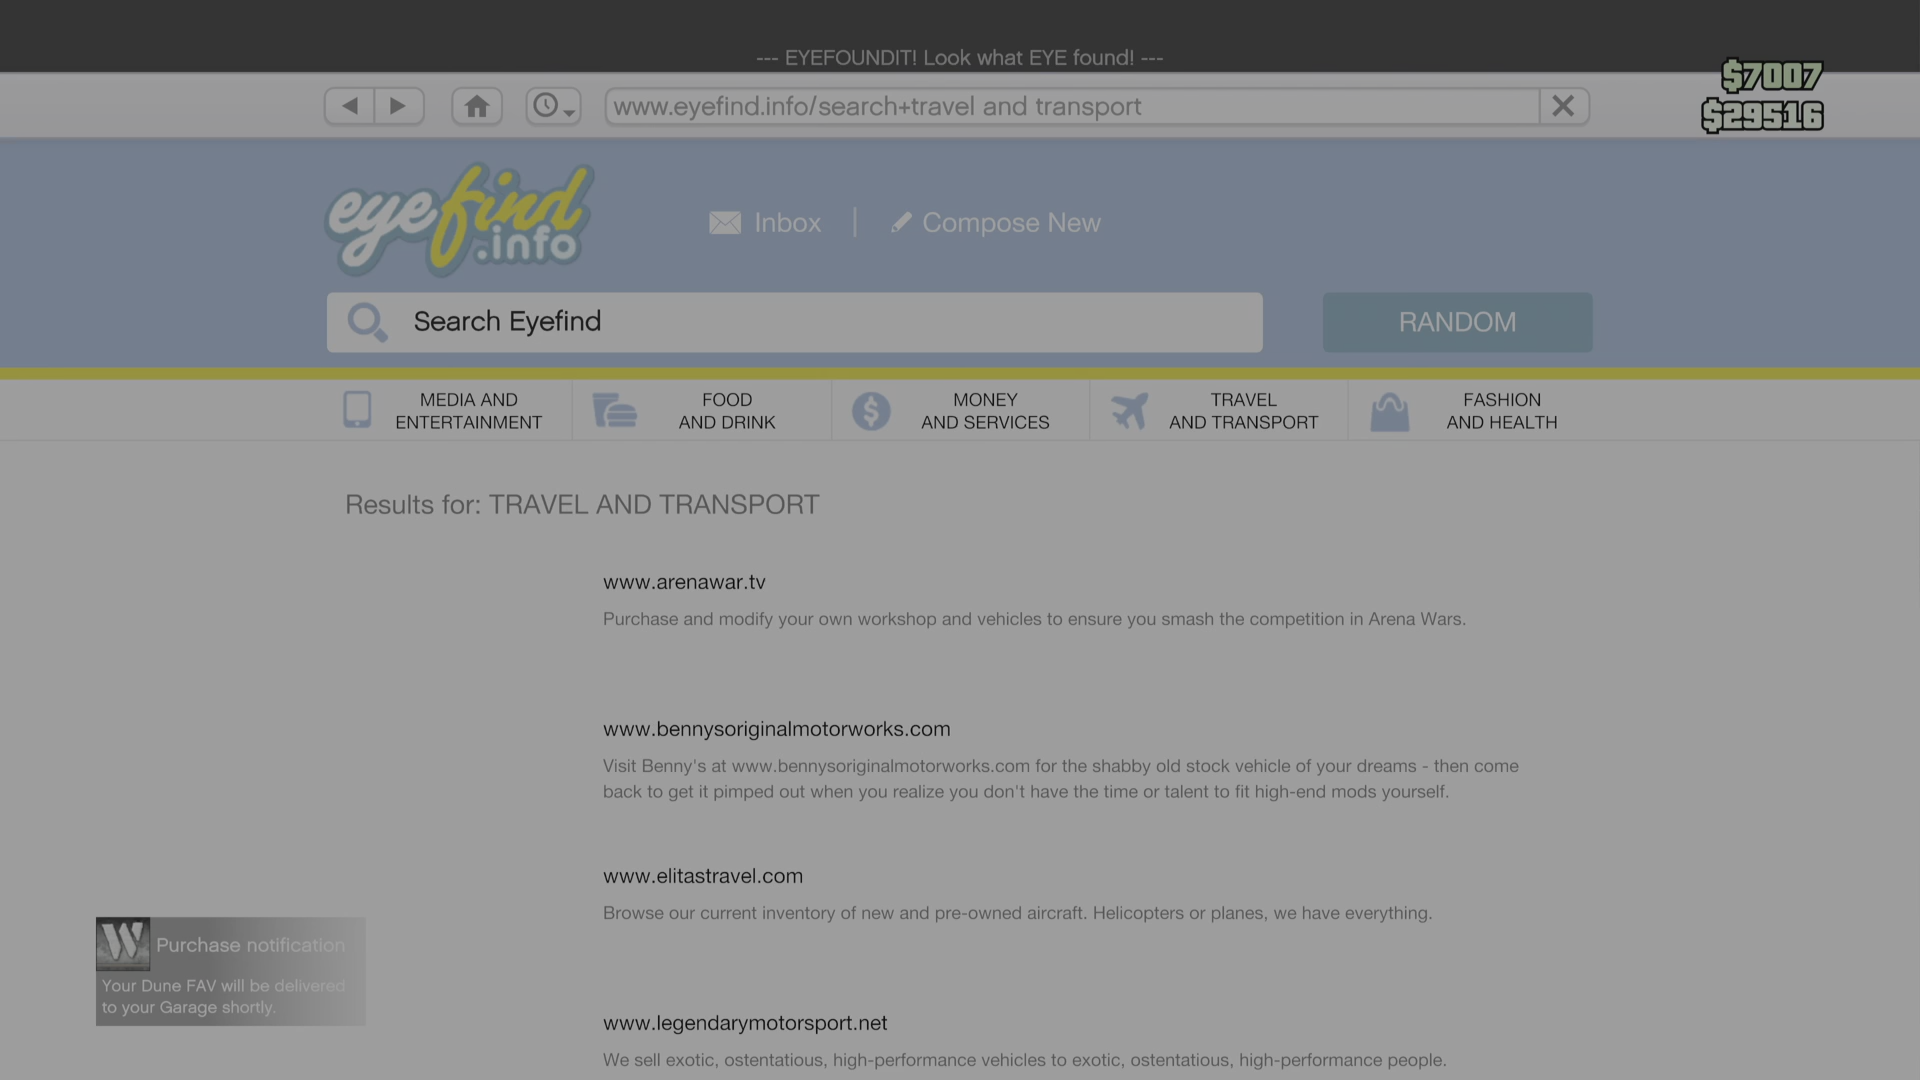 --- EYEFOUNDIT! Look what EYE found! ---
$7007
www.eyefind.info/search+travel and transport
$29516
eyefind.info
Inbox
Compose New
Search Eyefind
RANDOM
MEDIA AND
ENTERTAINMENT
FOOD
AND DRINK
MONEY
AND SERVICES
TRAVEL
AND TRANSPORT
FASHION
AND HEALTH
Results for: TRAVEL AND TRANSPORT
www.arenawar.tv
Purchase and modify your own workshop and vehicles to ensure you smash the competition in Arena Wars.
www.bennysoriginalmotorworks.com
Visit Benny's at www.bennysoriginalmotorworks.com for the shabby old stock vehicle of your dreams - then come
back to get it pimped out when you realize you don't have the time or talent to fit high-end mods yourself.
www.elitastravel.com
Browse our current inventory of new and pre-owned aircraft. Helicopters or planes, we have everything.
W
Purchase notification
Your Dune FAV will be delivered
to your Garage shortly.
www.legendarymotorsport.net
We sell exotic, ostentatious, high-performance vehicles to exotic, ostentatious, high-performance people.